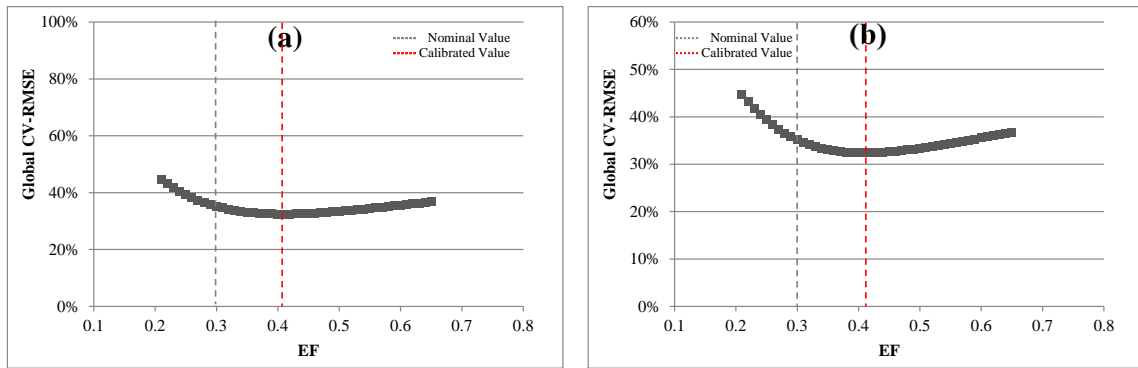 (a)
Nominal Value
Calibrated Value
Global CV-RMSE
100%
80%
60%
40%
20%
0%
0.1 0.2 0.3 0.4 0.5 0.6 0.7 0.8
EF
(b)
Nominal Value
Calibrated Value
Global CV-RMSE
60%
50%
40%
30%
20%
10%
0%
0.1 0.2 0.3 0.4 0.5 0.6 0.7 0.8
EF